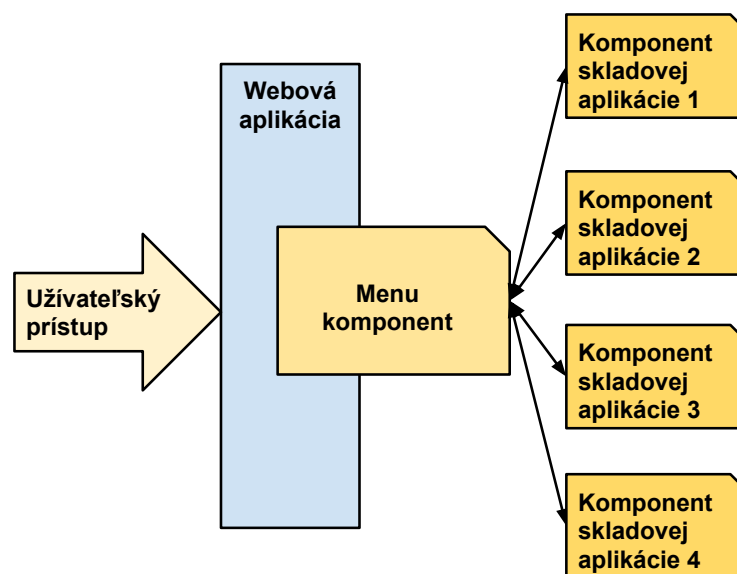 Užívateľský
prístup
Webová
aplikácia
Menu
komponent
Komponent
skladovej
aplikácie 1
Komponent
skladovej
aplikácie 2
Komponent
skladovej
aplikácie 3
Komponent
skladovej
aplikácie 4